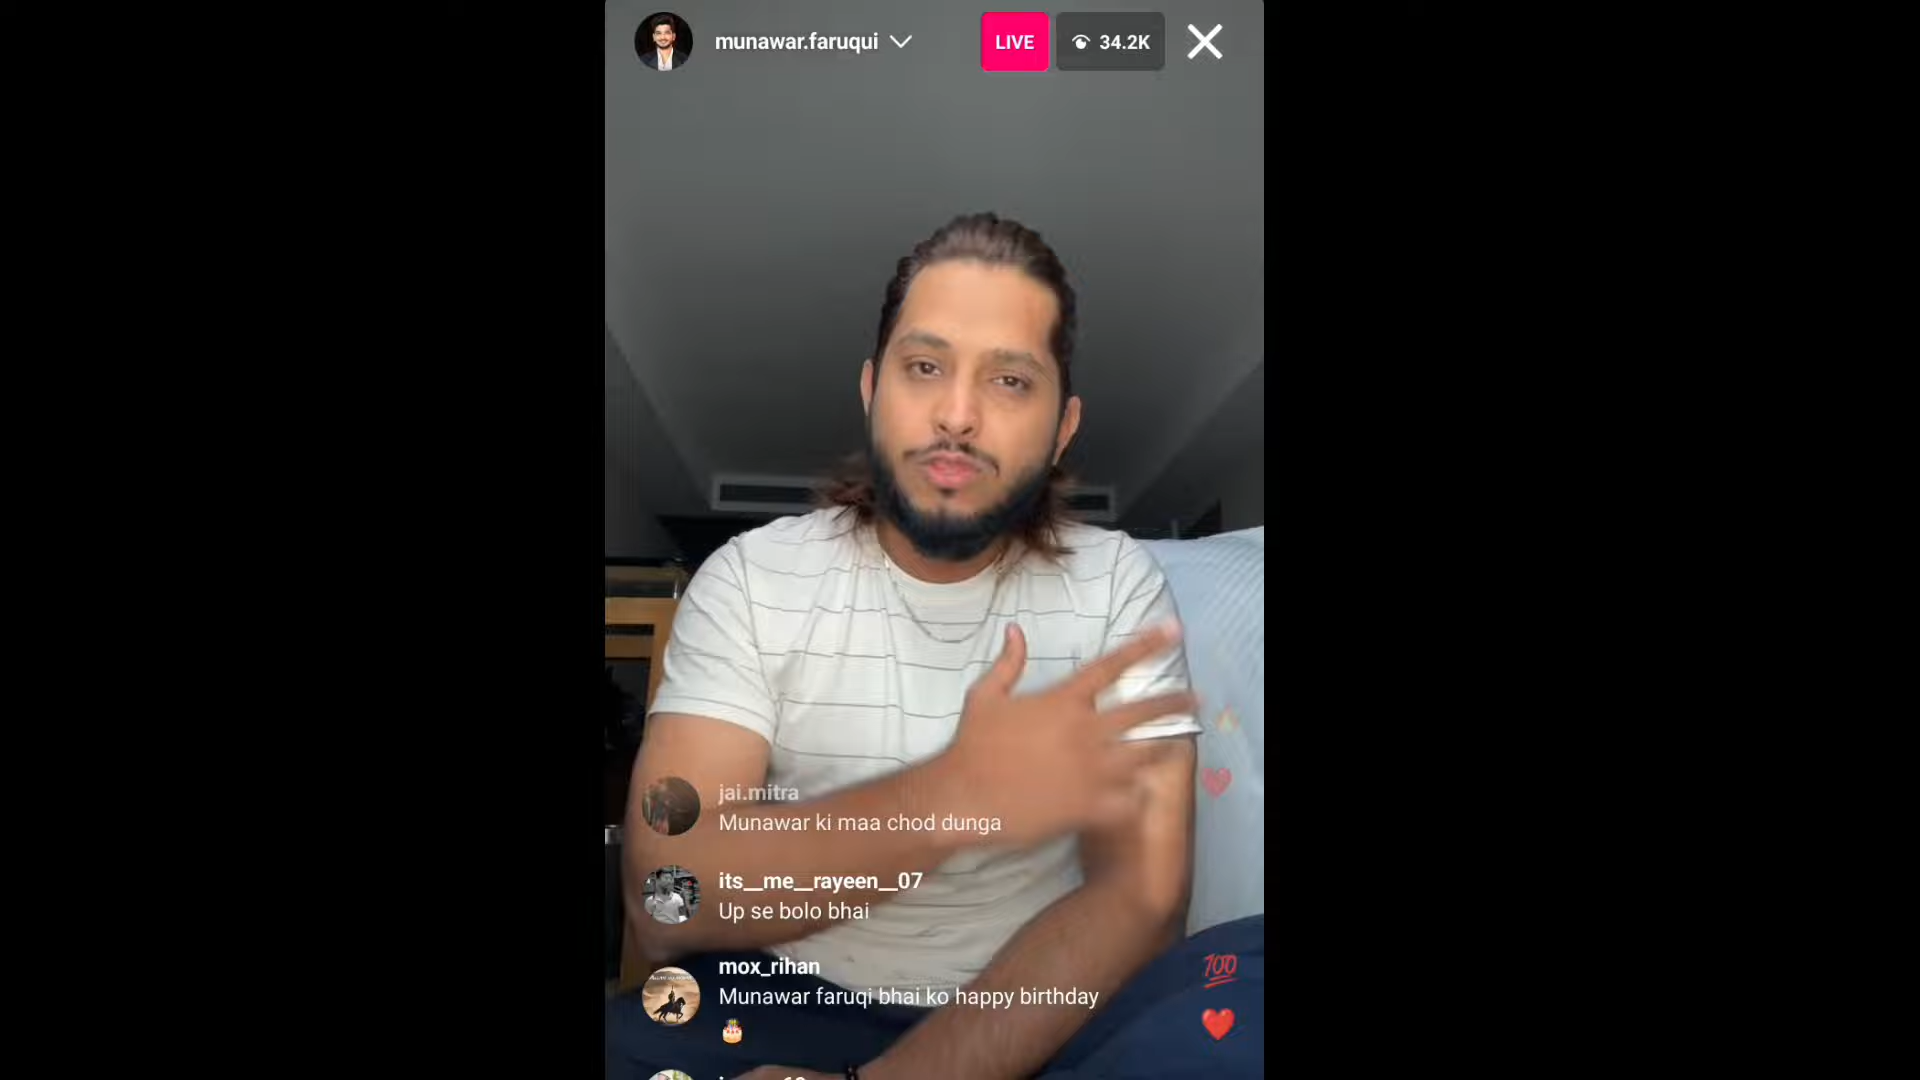 munawar.faruqui
LIVE
34.2K
jai.mitra
Munawar ki maa chod dunga
its__me__rayeen__07
Up se bolo bhai
mox_rihan
Munawar faruqi bhai ko happy birthday
🎂
100